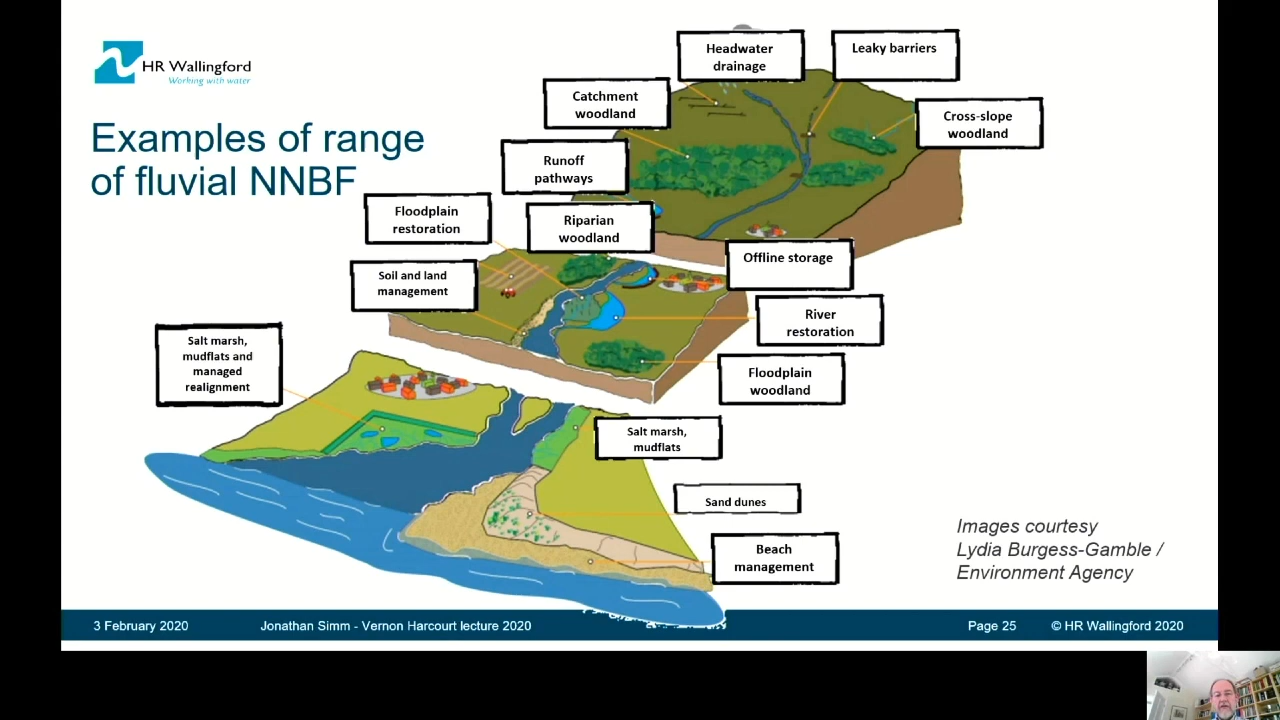 HR Wallingford
Working with water
Examples of range
of fluvial NNBF
Headwater
drainage
Leaky barriers
Catchment
woodland
Cross-slope
woodland
Runoff
pathways
Floodplain
restoration
Riparian
woodland
Offline storage
Soil and land
management
River
restoration
Salt marsh,
mudflats and
managed
realignment
Floodplain
woodland
Salt marsh,
mudflats
Sand dunes
Beach
management
Images courtesy
Lydia Burgess-Gamble /
Environment Agency
3 February 2020
Jonathan Simm - Vernon Harcourt lecture 2020
Page 25
© HR Wallingford 2020